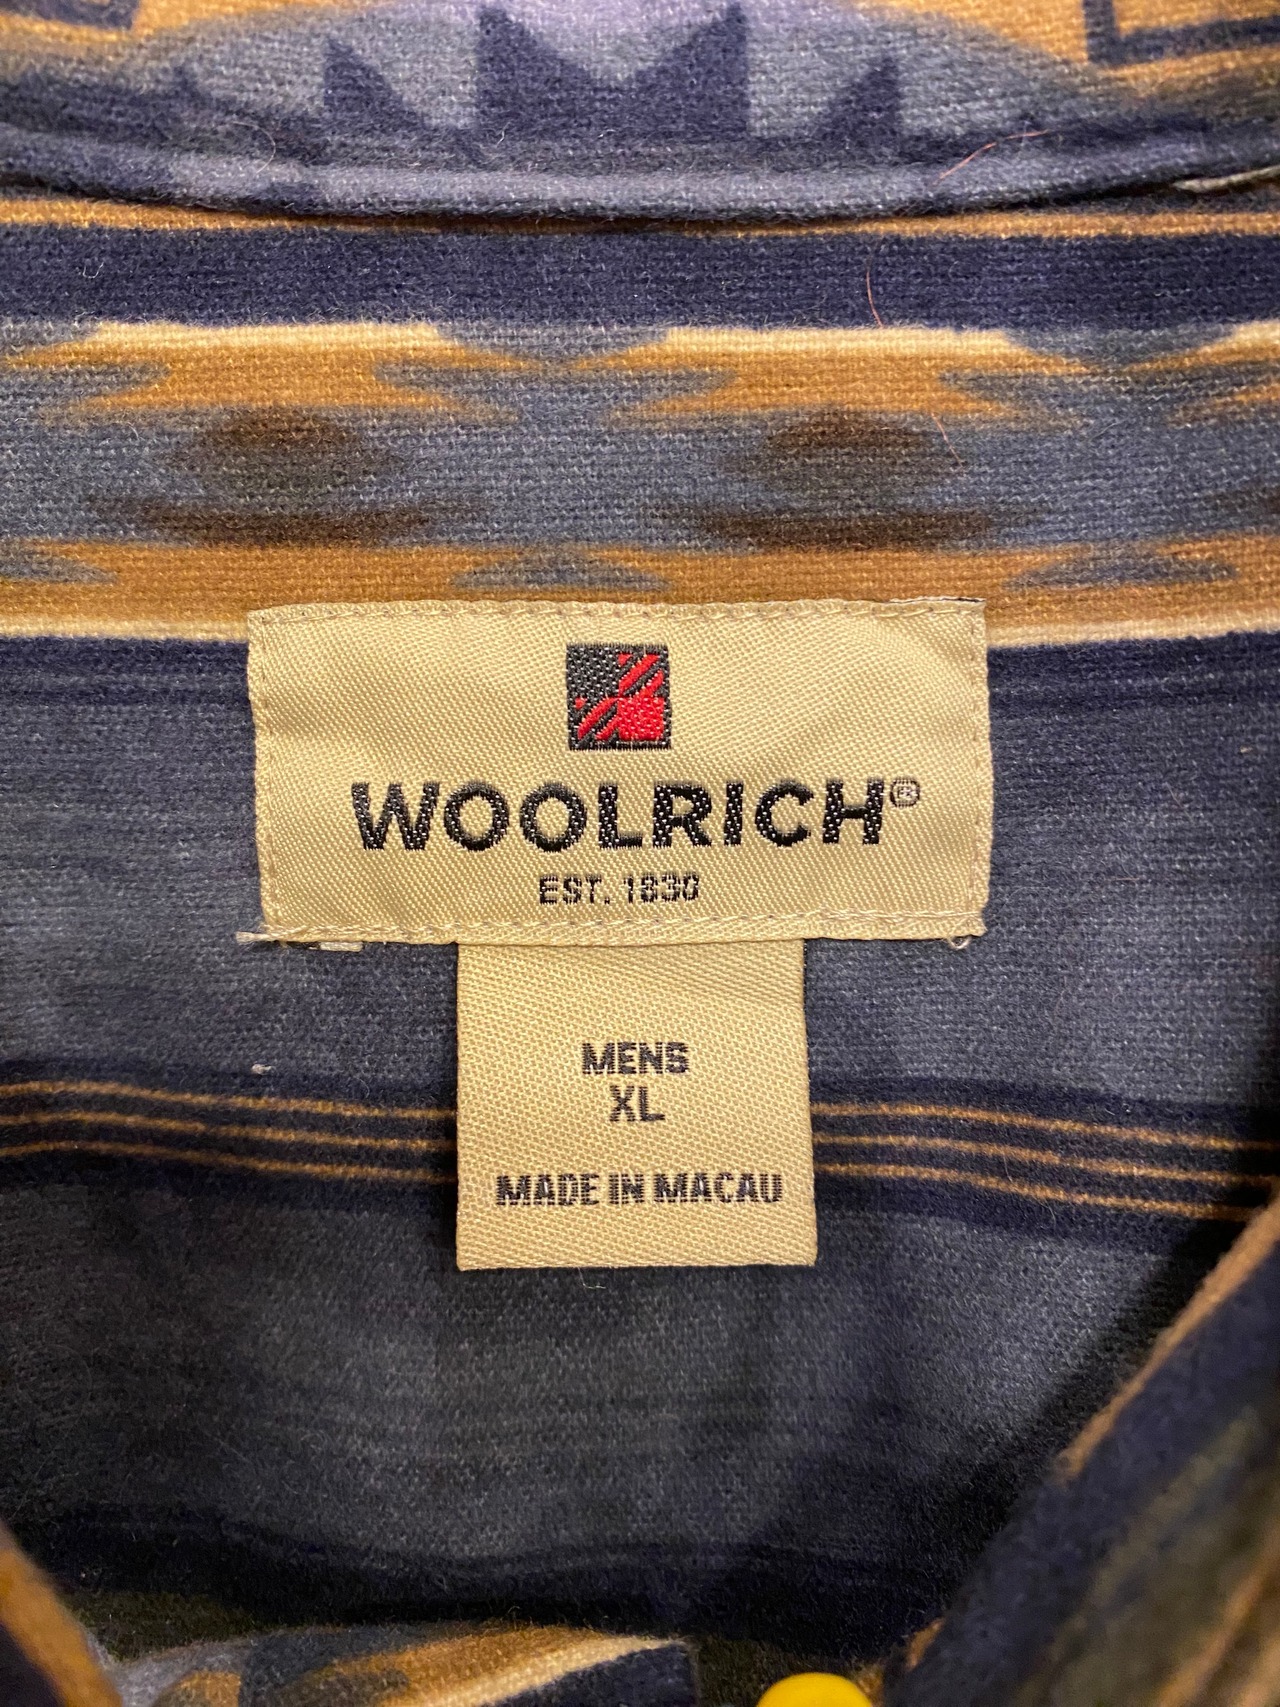 WOOLRICH®
EST. 1830
MENS
XL
MADE IN MACAU